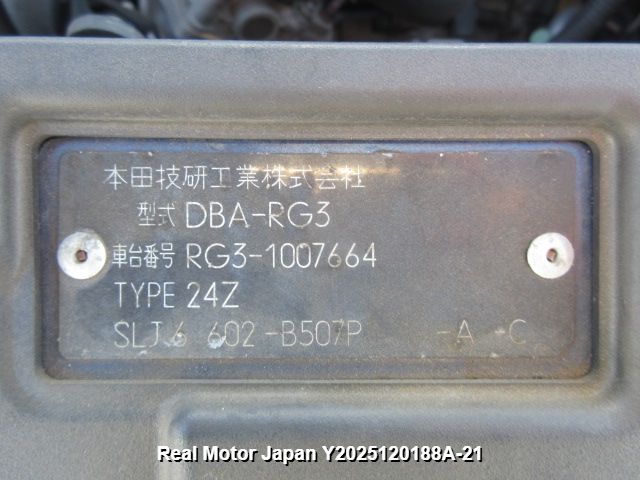 本田技研工業株式会社
型式 DBA-RG3
車台番号 RG3-1007664
TYPE 24Z
SLJ6 602-B507P -A -C
Real Motor Japan Y2025120188A-21